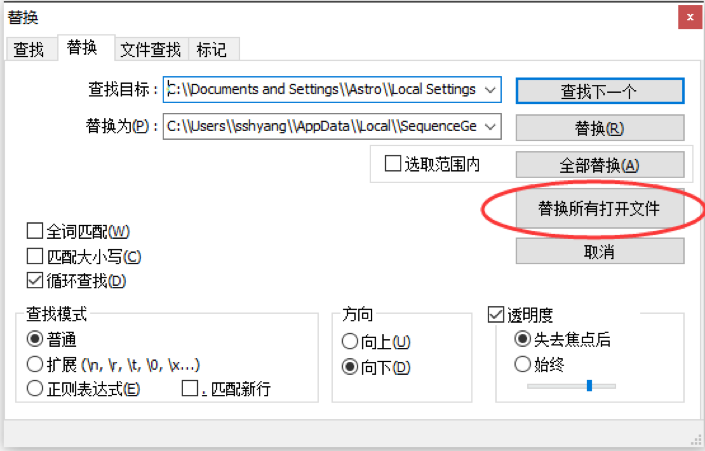 替换
x
查找 替换 文件查找 标记
查找目标: C:\\Documents and Settings\\Astro\\Local Settings 查找下一个
替换为(P): C:\\Users\\sshyang\\AppData\\Local\\SequenceGe 替换(R)
选取范围内 全部替换(A)
替换所有打开文件
全词匹配(W)
匹配大小写(C) 取消
循环查找(D)
查找模式 方向 透明度
普通 向上(U) 失去焦点后
扩展 (\n, \r, \t, \0, \x...) 向下(D) 始终
正则表达式(E) . 匹配新行